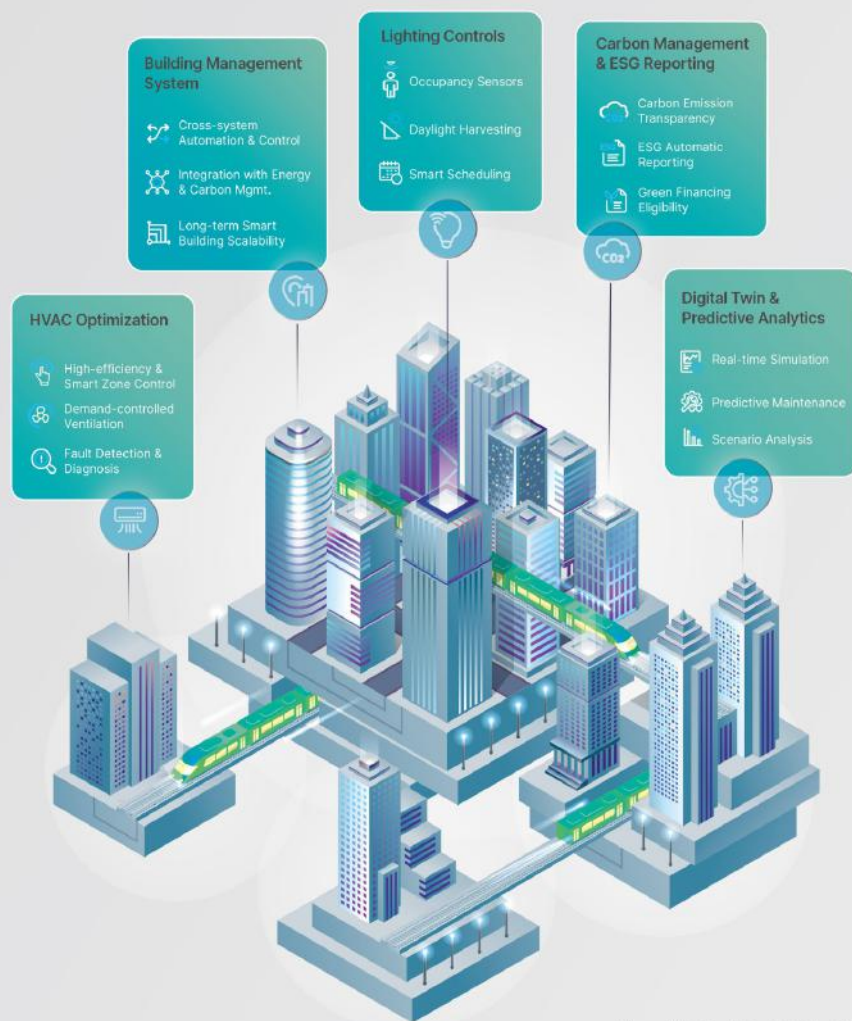 Lighting Controls
Occupancy Sensors
Daylight Harvesting
Smart Scheduling
Building Management
System
Cross-system
Automation & Control
Integration with Energy
& Carbon Mgmt.
Long-term Smart
Building Scalability
Carbon Management
& ESG Reporting
Carbon Emission
Transparency
ESG Automatic
Reporting
Green Financing
Eligibility
CO2
HVAC Optimization
High-efficiency &
Smart Zone Control
Demand-controlled
Ventilation
Fault Detection &
Diagnosis
Digital Twin &
Predictive Analytics
Real-time Simulation
Predictive Maintenance
Scenario Analysis